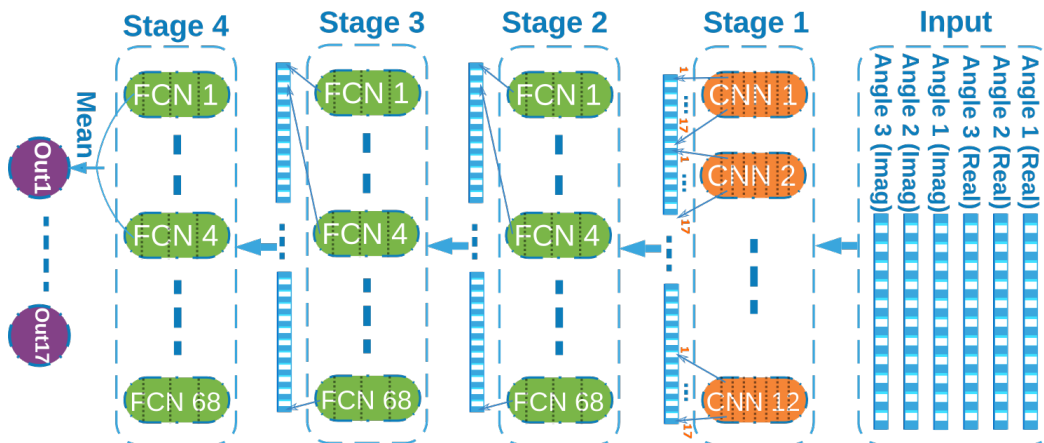 Stage 4
Stage 3
Stage 2
Stage 1
Input
FCN 1
FCN 4
FCN 68
Mean
Out1
Out17
FCN 1
FCN 4
FCN 68
FCN 1
FCN 4
FCN 68
CNN 1
CNN 2
CNN 12
1
17
1
17
1
17
Angle 3 (Imag)
Angle 2 (Imag)
Angle 1 (Imag)
Angle 3 (Real)
Angle 2 (Real)
Angle 1 (Real)